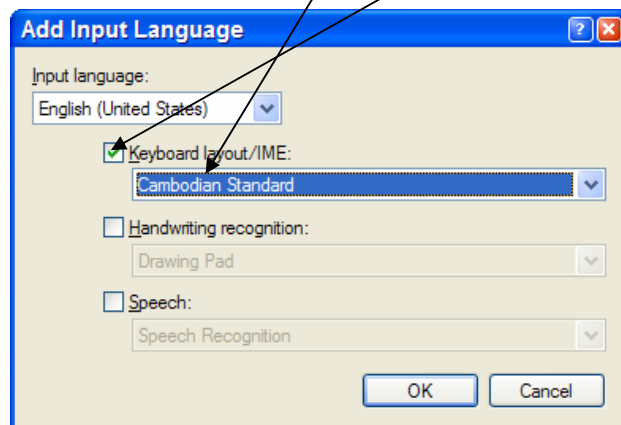 Add Input Language
Input language:
English (United States)
Keyboard layout/IME:
Cambodian Standard
Handwriting recognition:
Drawing Pad
Speech:
Speech Recognition
OK Cancel